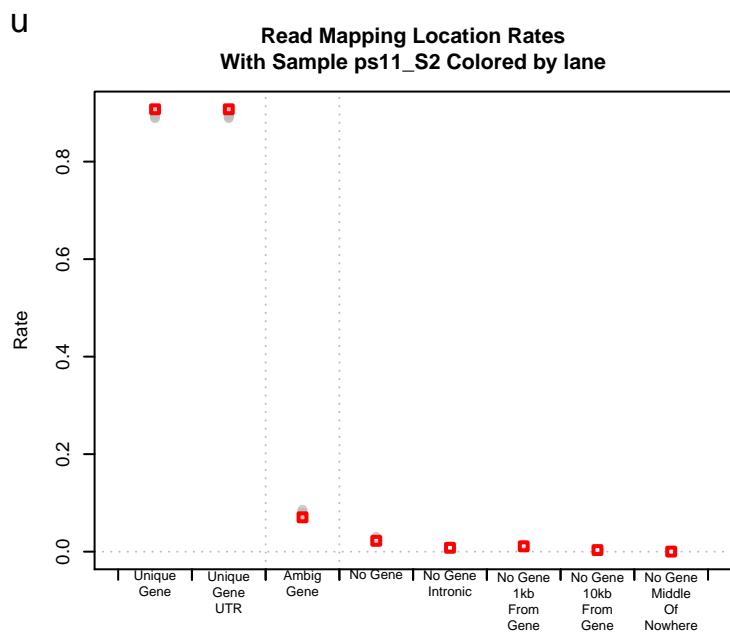 u
Read Mapping Location Rates
With Sample ps11_S2 Colored by lane
Rate
0.8
0.6
0.4
0.2
0.0
Unique
Gene
Unique
Gene
UTR
Ambig
Gene
No Gene
No Gene
Intronic
No Gene
1kb
From
Gene
No Gene
10kb
From
Gene
No Gene
Middle
Of
Nowhere